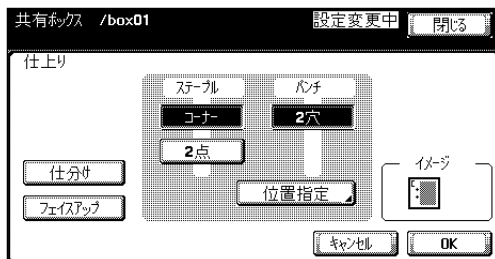 共有ボックス /box01 設定変更中 閉じる
仕上り
ステープル パンチ
コーナー 2穴
2点
仕分け イメージ
位置指定
フェイスアップ
キャンセル OK